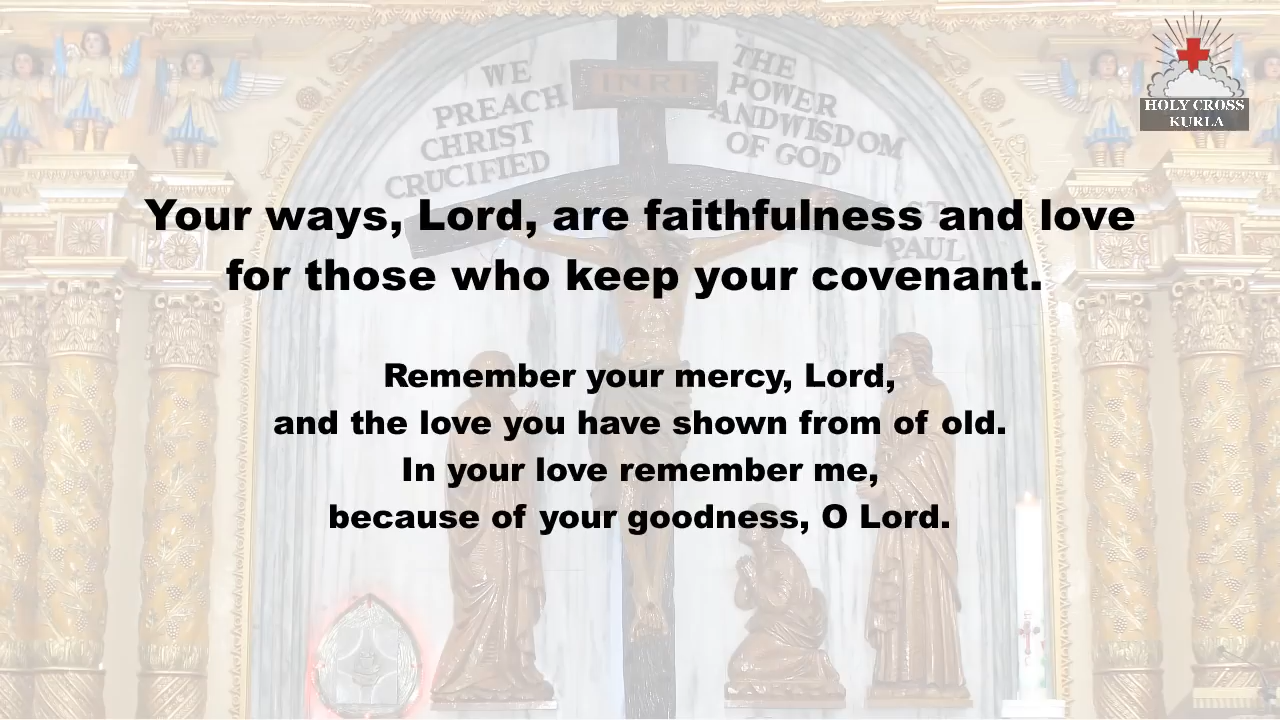 WE
PREACH
CHRIST
CRUCIFIED
INRI
THE
POWER
ANDWISDOM
OF GOD
ST
PAUL
HOLY CROSS
KURLA
Your ways, Lord, are faithfulness and love
for those who keep your covenant.
Remember your mercy, Lord,
and the love you have shown from of old.
In your love remember me,
because of your goodness, O Lord.